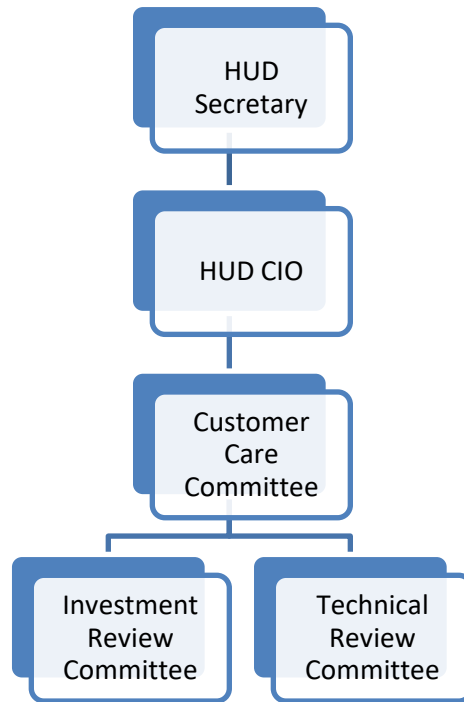 HUD
Secretary
HUD CIO
Customer
Care
Committee
Investment
Review
Committee
Technical
Review
Committee